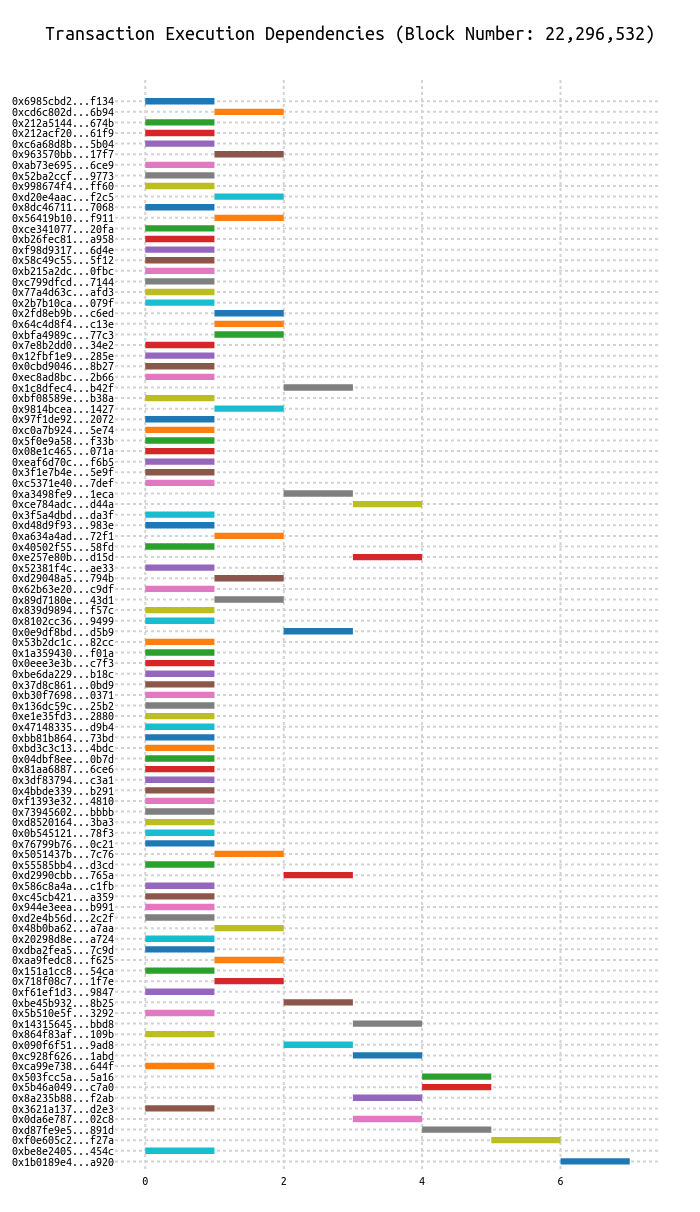 Transaction Execution Dependencies (Block Number: 22,296,532)
0x6985cbd2...f134
0xcd6c802d...6b94
0x212a5144...674b
0x212acf20...61f9
0xc6a68d8b...5b04
0x963570bb...17f7
0xab73e695...6ce9
0x52ba2ccf...9773
0x998674f4...ff60
0xd20e4aac...f2c5
0x8dc46711...7068
0x56419b10...f911
0xce341077...20fa
0xb26fec81...a958
0xf98d9317...6d4e
0x58c49c55...5f12
0xb215a2dc...0fbc
0xc799dfcd...7144
0x77a4d63c...afd3
0x2b7b10ca...079f
0x2fd8eb9b...c6ed
0x64c4d8f4...c13e
0xbfa4989c...77c3
0x7e8b2dd0...34e2
0x12fbf1e9...285e
0x0cbd9046...8b27
0xec8ad8bc...2b66
0x1c8dfec4...b42f
0xbf08589e...b38a
0x9814bcea...1427
0x97f1de92...2072
0xc0a7b924...5e74
0x5f0e9a58...f33b
0x08e1c465...071a
0xeaf6d70c...f6b5
0x3f1e7b4e...5e9f
0xc5371e40...7def
0xa3498fe9...1eca
0xce784adc...d44a
0x3f5a4dbd...da3f
0xd48d9f93...983e
0xa634a4ad...72f1
0x40502f55...58fd
0xe257e80b...d15d
0x52381f4c...ae33
0xd29048a5...794b
0x62b63e20...c9df
0x89d7180e...43d1
0x839d9894...f57c
0x8102cc36...9499
0x0e9df8bd...d5b9
0x53b2dc1c...82cc
0x1a359430...f01a
0x0eee3e3b...c7f3
0xbe6da229...b18c
0x37d8c861...0bd9
0xb30f7698...0371
0x136dc59c...25b2
0xe1e35fd3...2880
0x47148335...d9b4
0xbb81b864...73bd
0xbd3c3c13...4bdc
0x04dbf8ee...0b7d
0x81aa6887...6ce6
0x3df83794...c3a1
0x4bbde339...b291
0xf1393e32...4810
0x73945602...bbbb
0xd8520164...3ba3
0x0b545121...78f3
0x76799b76...0c21
0x5051437b...7c76
0x55585bb4...d3cd
0xd2990cbb...765a
0x586c8a4a...c1fb
0xc45cb421...a359
0x944e3eea...b991
0xd2e4b56d...2c2f
0x48b0ba62...a7aa
0x20298d8e...a724
0xdba2fea5...7c9d
0xaa9fedc8...f625
0x151a1cc8...54ca
0x718f08c7...1f7e
0xf61ef1d3...9847
0xbe45b932...8b25
0x5b510e5f...3292
0x14315645...bbd8
0x864f83af...109b
0x090f6f51...9ad8
0xc928f626...1abd
0xca99e738...644f
0x503fcc5a...5a16
0x5b46a049...c7a0
0x8a235b88...f2ab
0x3621a137...d2e3
0x0da6e787...02c8
0xd87fe9e5...891d
0xf0e605c2...f27a
0xbe8e2405...454c
0x1b0189e4...a920
0 2 4 6